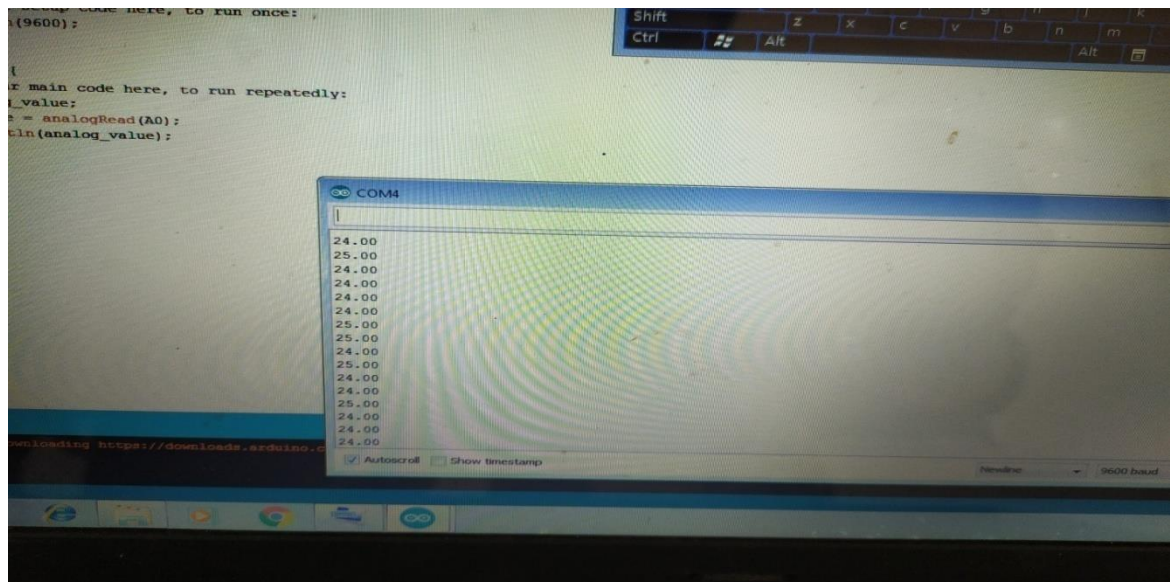 setup code here, to run once:
(9600);
{
main code here, to run repeatedly:
_value;
= analogRead(A0);
ln(analog_value);
Shift
z x c v b n m
Ctrl Alt Alt
COM4
24.00
25.00
24.00
24.00
24.00
24.00
25.00
25.00
24.00
25.00
24.00
24.00
25.00
24.00
24.00
24.00
Autoscroll Show timestamp Newline 9600 baud
ownloading https://downloads.arduino.c